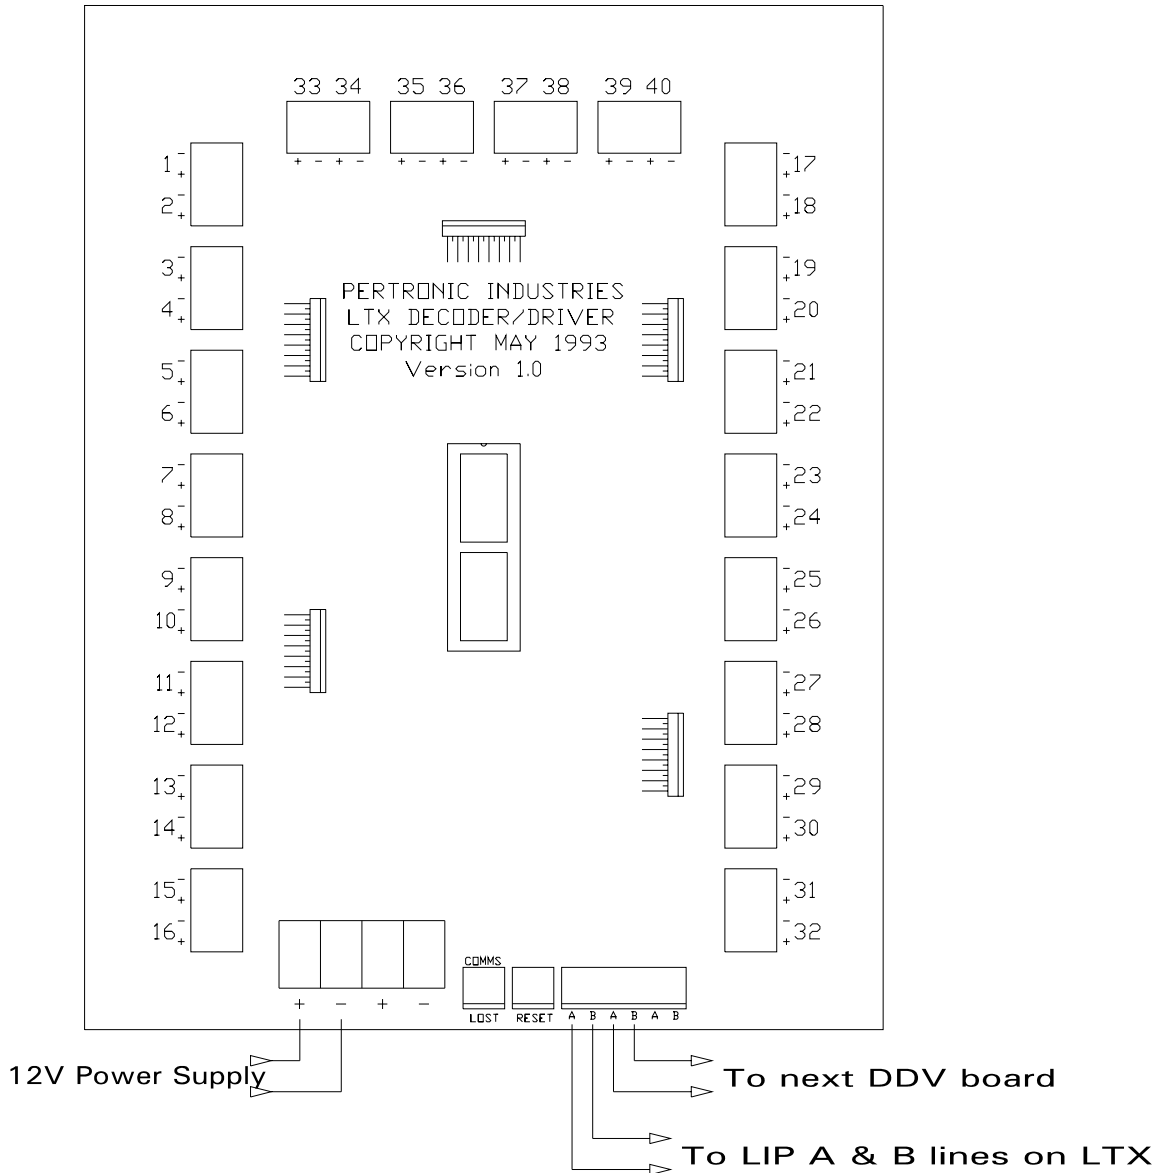 33 34 35 36 37 38 39 40
+ - + - + - + - + - + - + - + -
1 - +
2 - +
3 - +
4 - +
5 - +
6 - +
7 - +
8 - +
9 - +
10 - +
11 - +
12 - +
13 - +
14 - +
15 - +
16 - +
- + 17
- + 18
- + 19
- + 20
- + 21
- + 22
- + 23
- + 24
- + 25
- + 26
- + 27
- + 28
- + 29
- + 30
- + 31
- + 32
PERTRONIC INDUSTRIES
LTX DECODER/DRIVER
COPYRIGHT MAY 1993
Version 1.0
+ - + -
COMMS
LOST
RESET
A B A B A B
12V Power Supply
To next DDV board
To LIP A & B lines on LTX